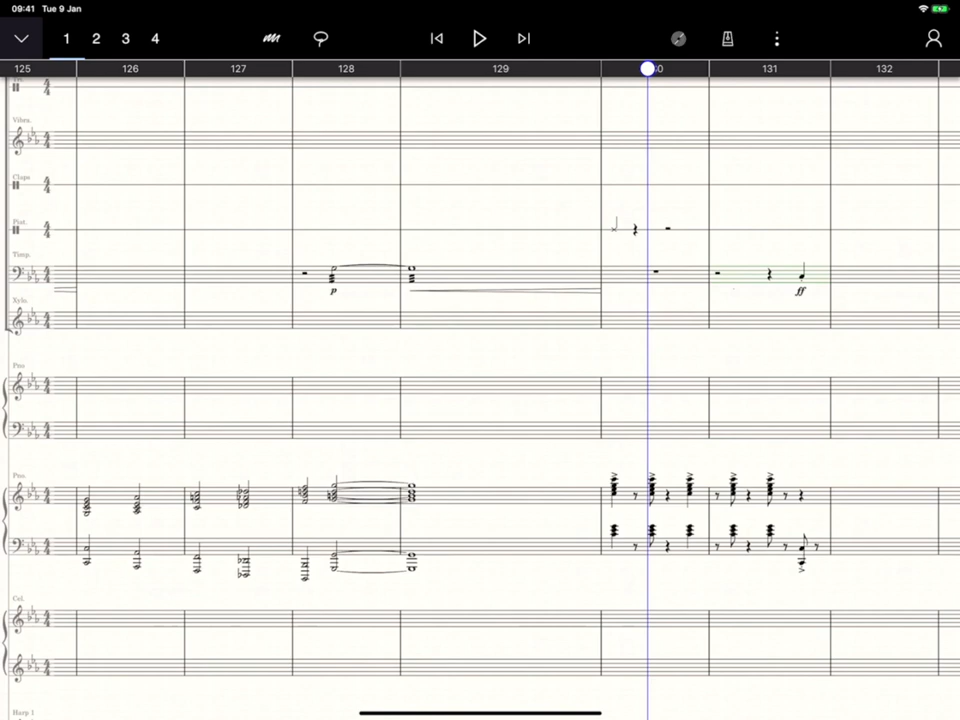 09:41 Tue 9 Jan
1 2 3 4
125 126 127 128 129 131 132
Vibra.
Claps
Piat.
Timp.
p
ff
Xylo.
Pno
Pno.
Cel.
Harp 1